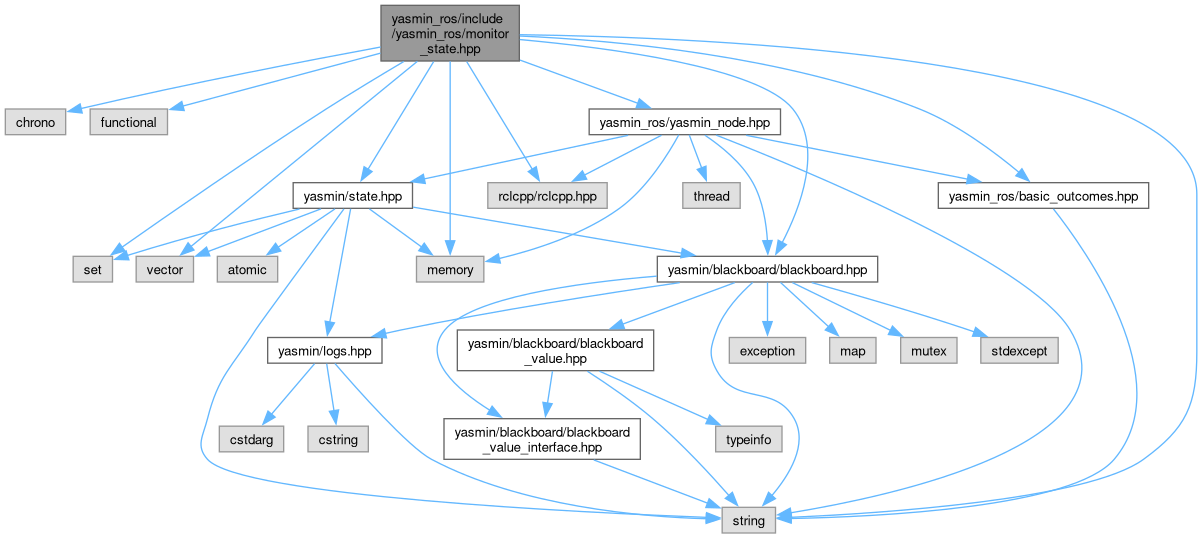 yasmin_ros/include
/yasmin_ros/monitor
_state.hpp
chrono
functional
yasmin_ros/yasmin_node.hpp
yasmin/state.hpp
rclcpp/rclcpp.hpp
thread
yasmin_ros/basic_outcomes.hpp
set
vector
atomic
memory
yasmin/blackboard/blackboard.hpp
yasmin/logs.hpp
yasmin/blackboard/blackboard
_value.hpp
exception
map
mutex
stdexcept
cstdarg
cstring
yasmin/blackboard/blackboard
_value_interface.hpp
typeinfo
string